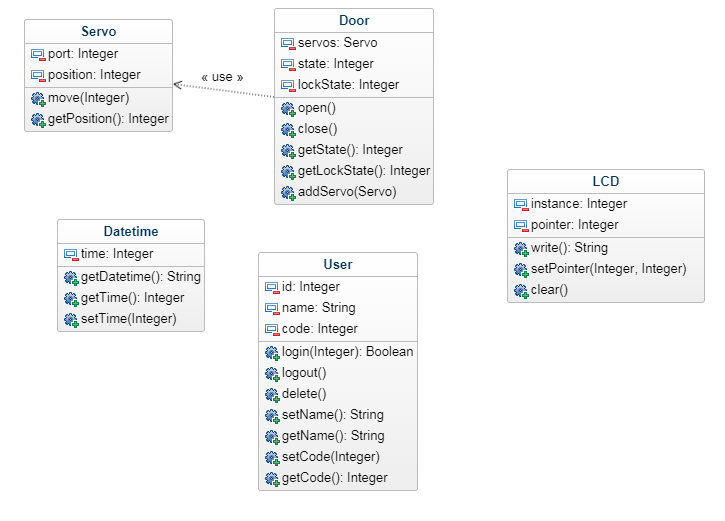 Servo
port: Integer
position: Integer
move(Integer)
getPosition(): Integer
« use »
Door
servos: Servo
state: Integer
lockState: Integer
open()
close()
getState(): Integer
getLockState(): Integer
addServo(Servo)
LCD
instance: Integer
pointer: Integer
write(): String
setPointer(Integer, Integer)
clear()
Datetime
time: Integer
getDatetime(): String
getTime(): Integer
setTime(Integer)
User
id: Integer
name: String
code: Integer
login(Integer): Boolean
logout()
delete()
setName(): String
getName(): String
setCode(Integer)
getCode(): Integer